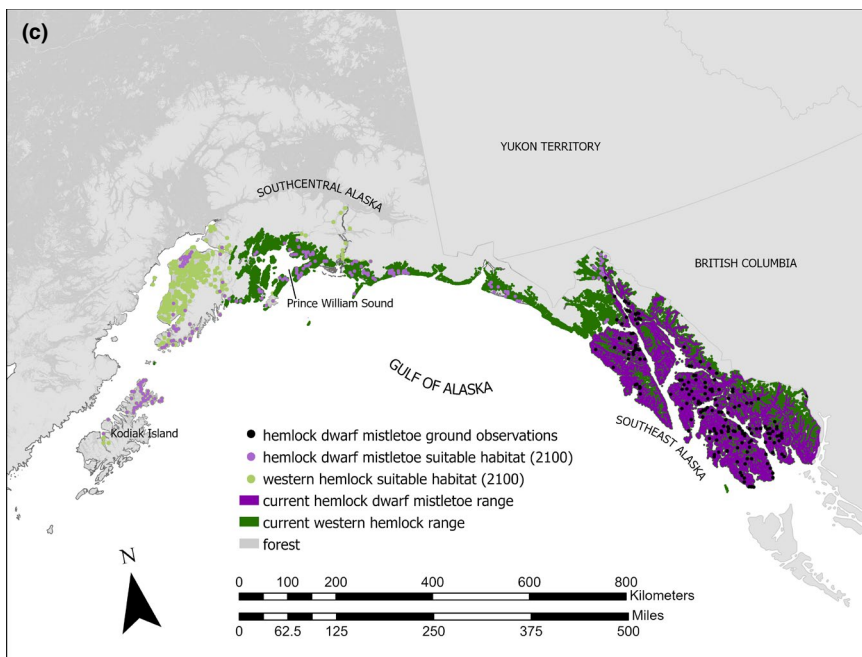 (c)
YUKON TERRITORY
SOUTHCENTRAL ALASKA
BRITISH COLUMBIA
Prince William Sound
GULF OF ALASKA
Kodiak Island
SOUTHEAST ALASKA
hemlock dwarf mistletoe ground observations
hemlock dwarf mistletoe suitable habitat (2100)
western hemlock suitable habitat (2100)
current hemlock dwarf mistletoe range
current western hemlock range
forest
N
0 100 200 400 600 800
Kilometers
Miles
0 62.5 125 250 375 500